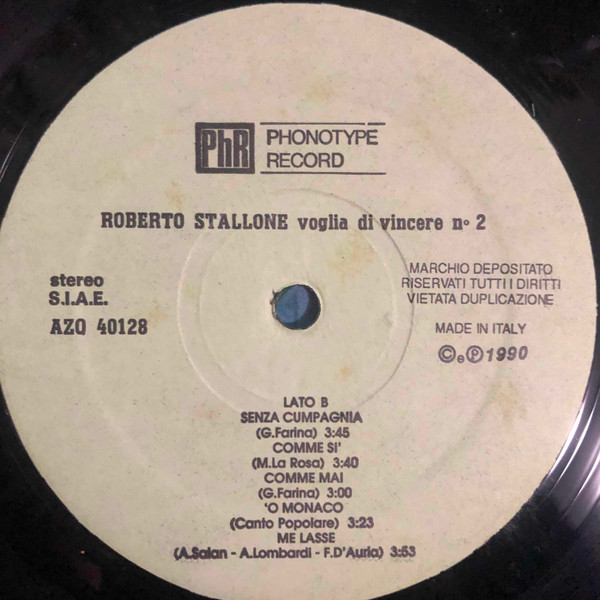 PhR PHONOTYPE
RECORD
ROBERTO STALLONE voglia di vincere nº 2
stereo
S.I.A.E.
AZQ 40128
MARCHIO DEPOSITATO
RISERVATI TUTTI I DIRITTI
VIETATA DUPLICAZIONE
MADE IN ITALY
© e ℗ 1990
LATO B
SENZA CUMPAGNIA
(G.Farina) 3:45
COMME SI'
(M.La Rosa) 3:40
COMME MAI
(G.Farina) 3:00
'O MONACO
(Canto Popolare) 3:23
ME LASSE
(A.Salan - A.Lombardi - F.D'Auria) 3:53